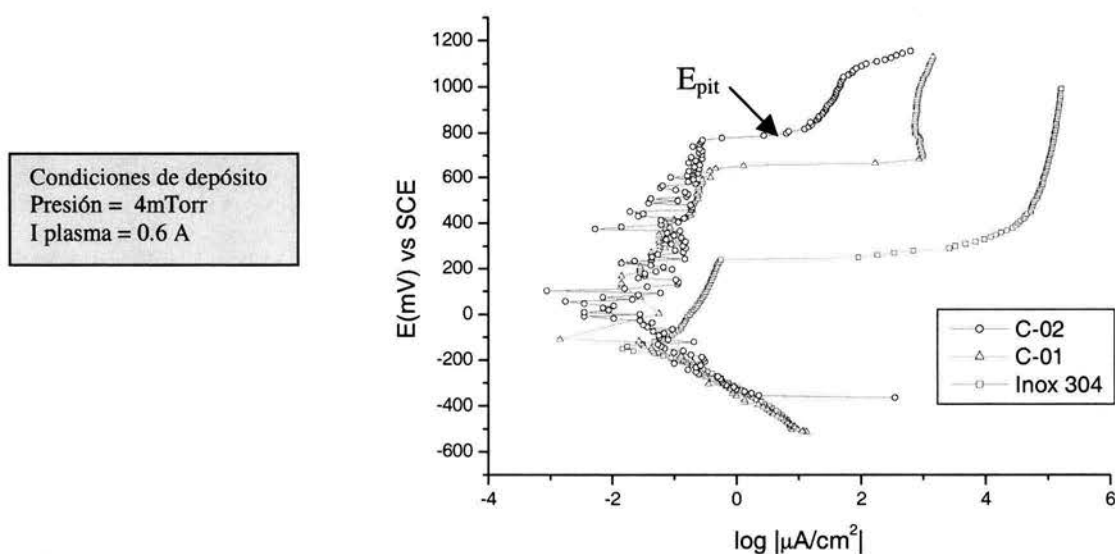 Condiciones de depósito
Presión = 4mTorr
I plasma = 0.6 A
E(mV) vs SCE
1200
1000
800
600
400
200
0
-200
-400
-600
E_pit
C-02
C-01
Inox 304
-4
-2
0
2
4
6
log |µA/cm²|